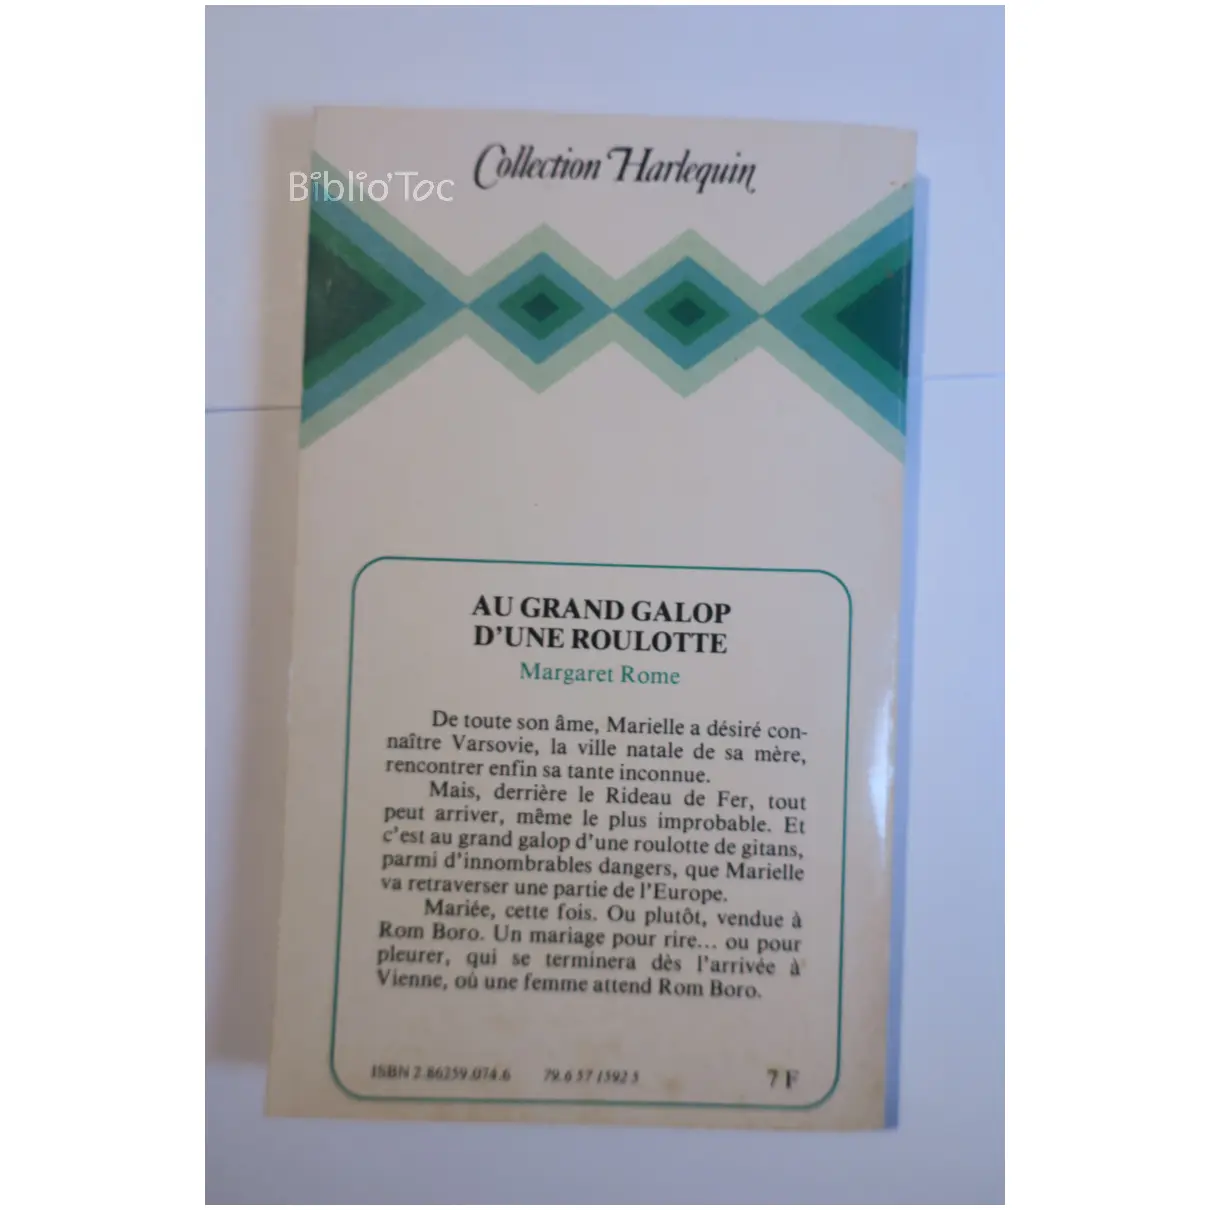 Collection Harlequin
Biblio'Toc
AU GRAND GALOP
D'UNE ROULOTTE
Margaret Rome
De toute son âme, Marielle a désiré con-
naître Varsovie, la ville natale de sa mère,
rencontrer enfin sa tante inconnue.
Mais, derrière le Rideau de Fer, tout
peut arriver, même le plus improbable. Et
c'est au grand galop d'une roulotte de gitans,
parmi d'innombrables dangers, que Marielle
va retraverser une partie de l'Europe.
Mariée, cette fois. Ou plutôt, vendue à
Rom Boro. Un mariage pour rire... ou pour
pleurer, qui se terminera dès l'arrivée à
Vienne, où une femme attend Rom Boro.
ISBN 2.86259.074.6 79.6 57 1592 5 7 F